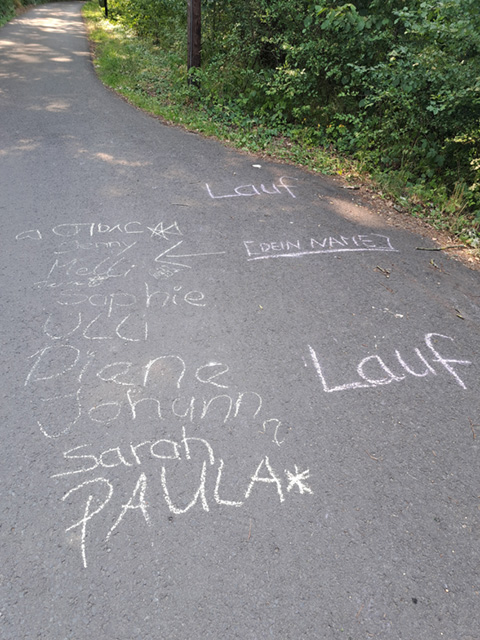 Lauf
[DEIN NAME]
Jenny
Melli
Sophie
ULLI
Diane
Lauf
Johann
Sarah
PAULA*